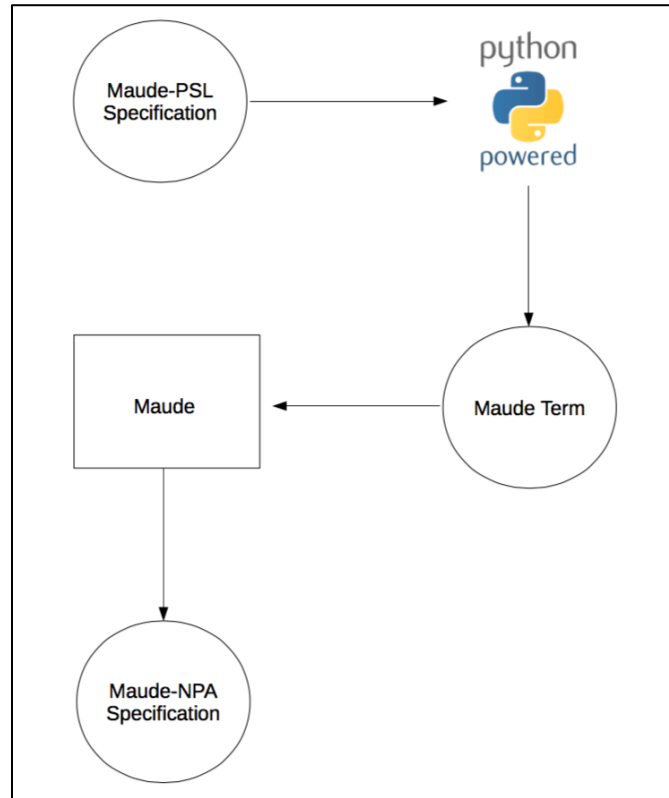 Maude-PSL
Specification
python
powered
Maude
Maude Term
Maude-NPA
Specification